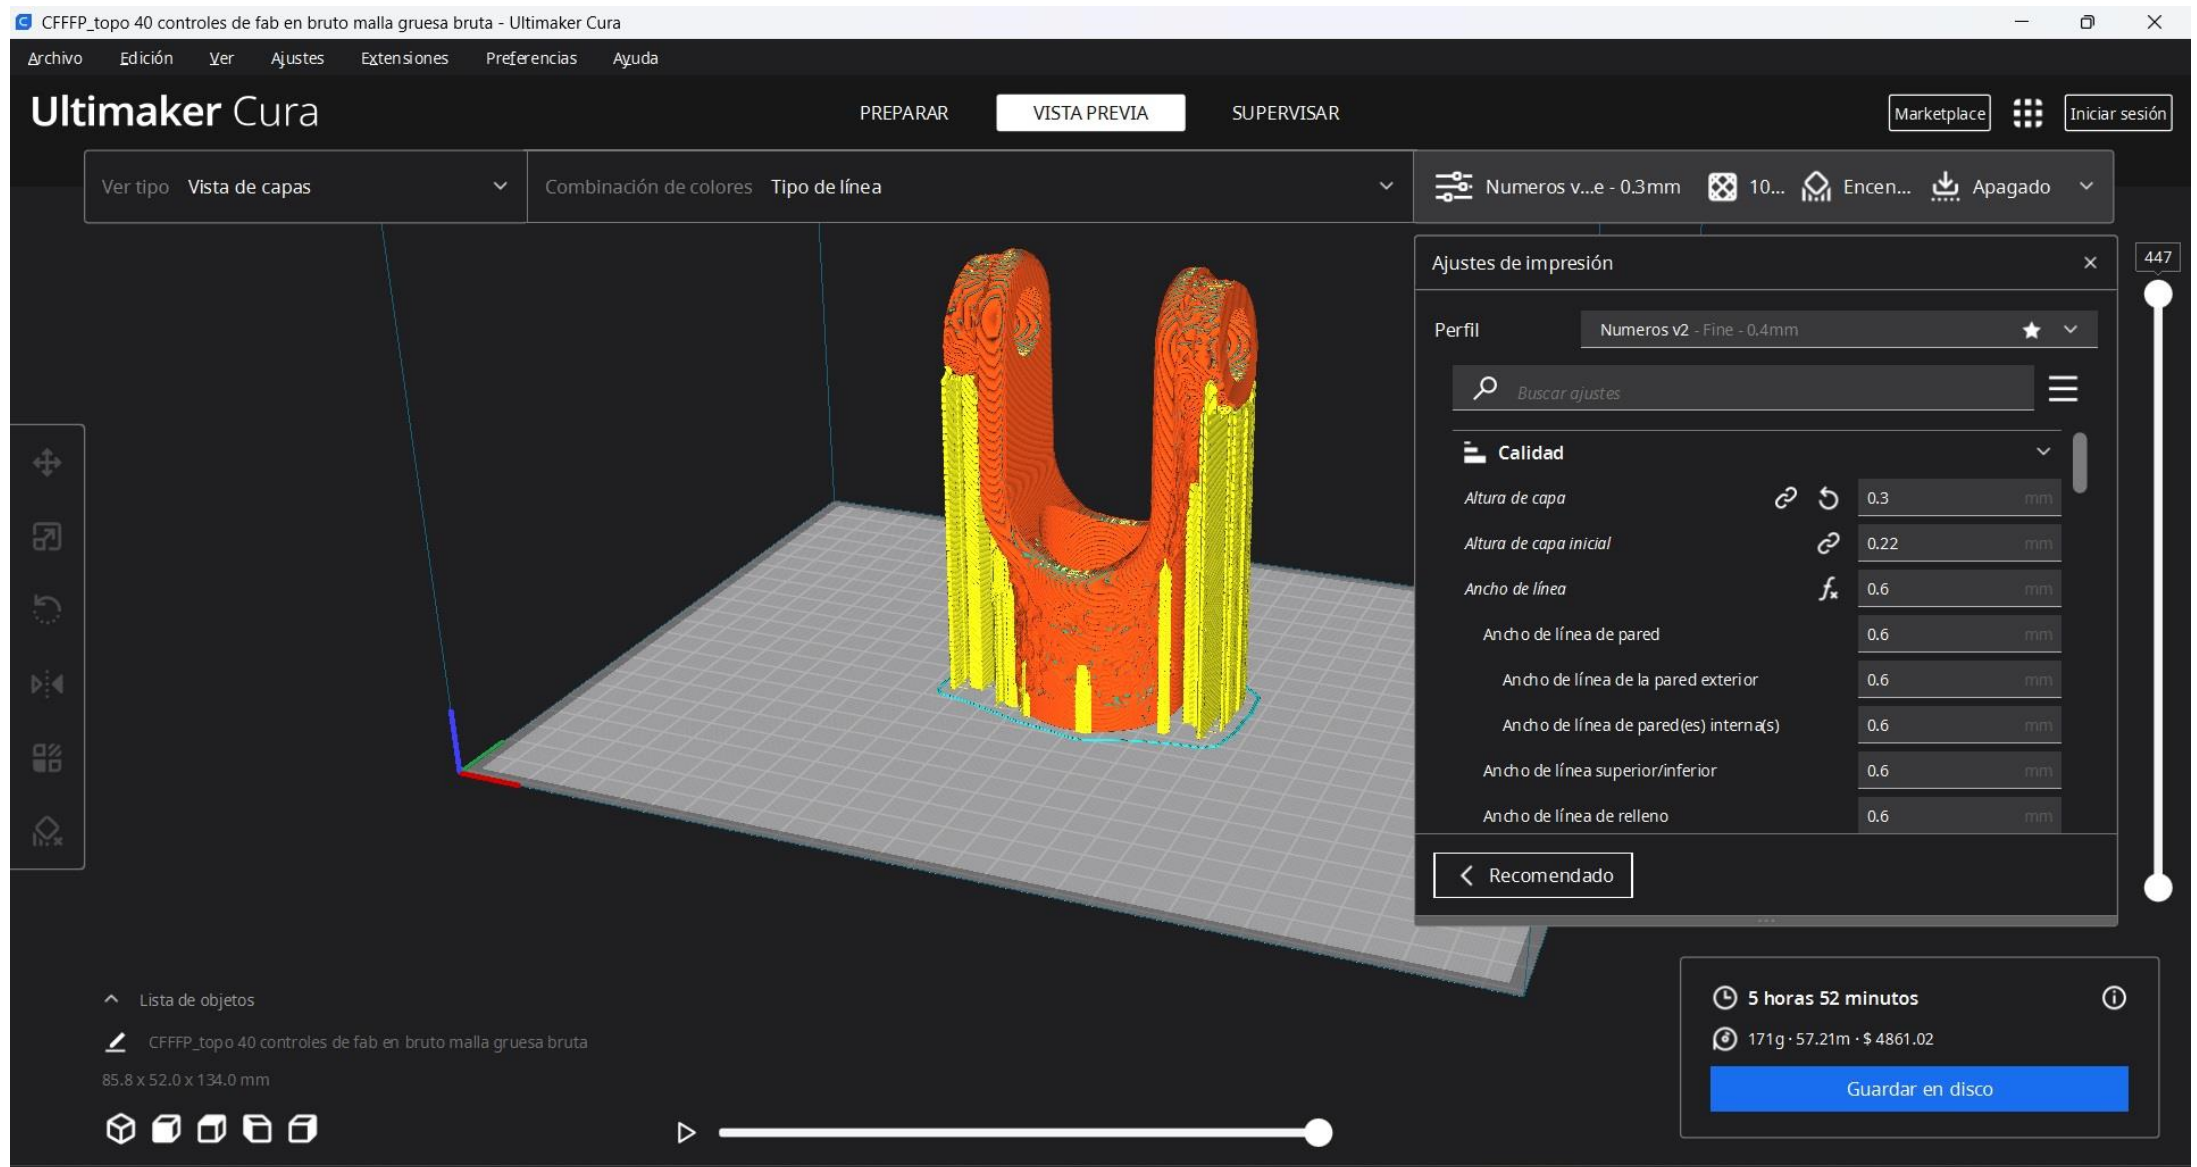 CFFFP_topo 40 controles de fab en bruto malla gruesa bruta - Ultimaker Cura
Archivo Edición Ver Ajustes Extensiones Preferencias Ayuda
Ultimaker Cura
PREPARAR VISTA PREVIA SUPERVISAR
Marketplace Iniciar sesión
Ver tipo Vista de capas
Combinación de colores Tipo de línea
Numeros v...e - 0.3mm 10... Encen... Apagado
Ajustes de impresión
447
Perfil Numeros v2 - Fine - 0.4mm
Buscar ajustes
Calidad
Altura de capa 0.3 mm
Altura de capa inicial 0.22 mm
Ancho de línea 0.6 mm
Ancho de línea de pared 0.6 mm
Ancho de línea de la pared exterior 0.6 mm
Ancho de línea de pared(es) interna(s) 0.6 mm
Ancho de línea superior/inferior 0.6 mm
Ancho de línea de relleno 0.6 mm
Recomendado
Lista de objetos
CFFFP_topo 40 controles de fab en bruto malla gruesa bruta
85.8 x 52.0 x 134.0 mm
5 horas 52 minutos
171g · 57.21m · $ 4861.02
Guardar en disco